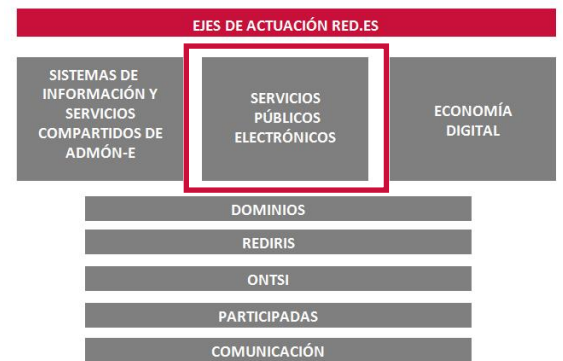 EJES DE ACTUACIÓN RED.ES
SISTEMAS DE
INFORMACIÓN Y
SERVICIOS
COMPARTIDOS DE
ADMÓN-E
SERVICIOS
PÚBLICOS
ELECTRÓNICOS
ECONOMÍA
DIGITAL
DOMINIOS
REDIRIS
ONTSI
PARTICIPADAS
COMUNICACIÓN